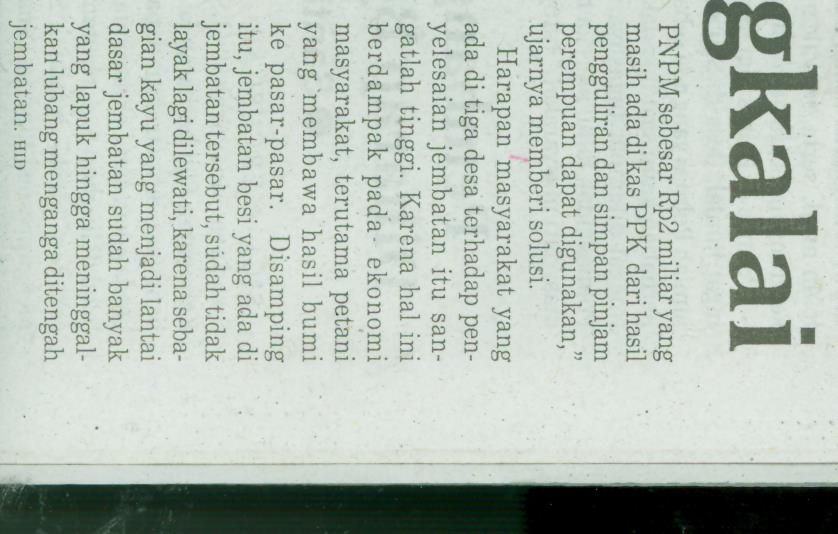 gkalai
PNPM sebesar Rp2 miliar yang
masih ada di kas PPK dari hasil
pengguliran dan simpan pinjam
perempuan dapat digunakan,”
ujarnya memberi solusi.
Harapan masyarakat yang
ada di tiga desa terhadap pen-
yelesaian jembatan itu san-
gatlah tinggi. Karena hal ini
berdampak pada ekonomi
masyarakat, terutama petani
yang membawa hasil bumi
ke pasar-pasar. Disamping
itu, jembatan besi yang ada di
jembatan tersebut, sudah tidak
layak lagi dilewati, karena seba-
gian kayu yang menjadi lantai
dasar jembatan sudah banyak
yang lapuk hingga meninggal-
kan lubang menganga ditengah
jembatan. HID